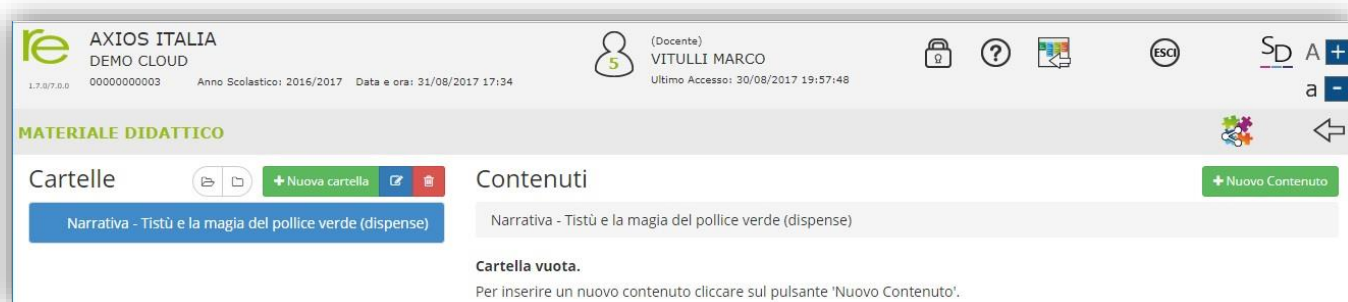 re
1.7.0/7.0.0
AXIOS ITALIA
DEMO CLOUD
00000000003 Anno Scolastico: 2016/2017 Data e ora: 31/08/2017 17:34
5
(Docente)
VITULLI MARCO
Ultimo Accesso: 30/08/2017 19:57:48
?
ESCI
SD
A +
a -
MATERIALE DIDATTICO
Cartelle
+ Nuova cartella
Narrativa - Tistù e la magia del pollice verde (dispense)
Contenuti
+ Nuovo Contenuto
Narrativa - Tistù e la magia del pollice verde (dispense)
Cartella vuota.
Per inserire un nuovo contenuto cliccare sul pulsante 'Nuovo Contenuto'.